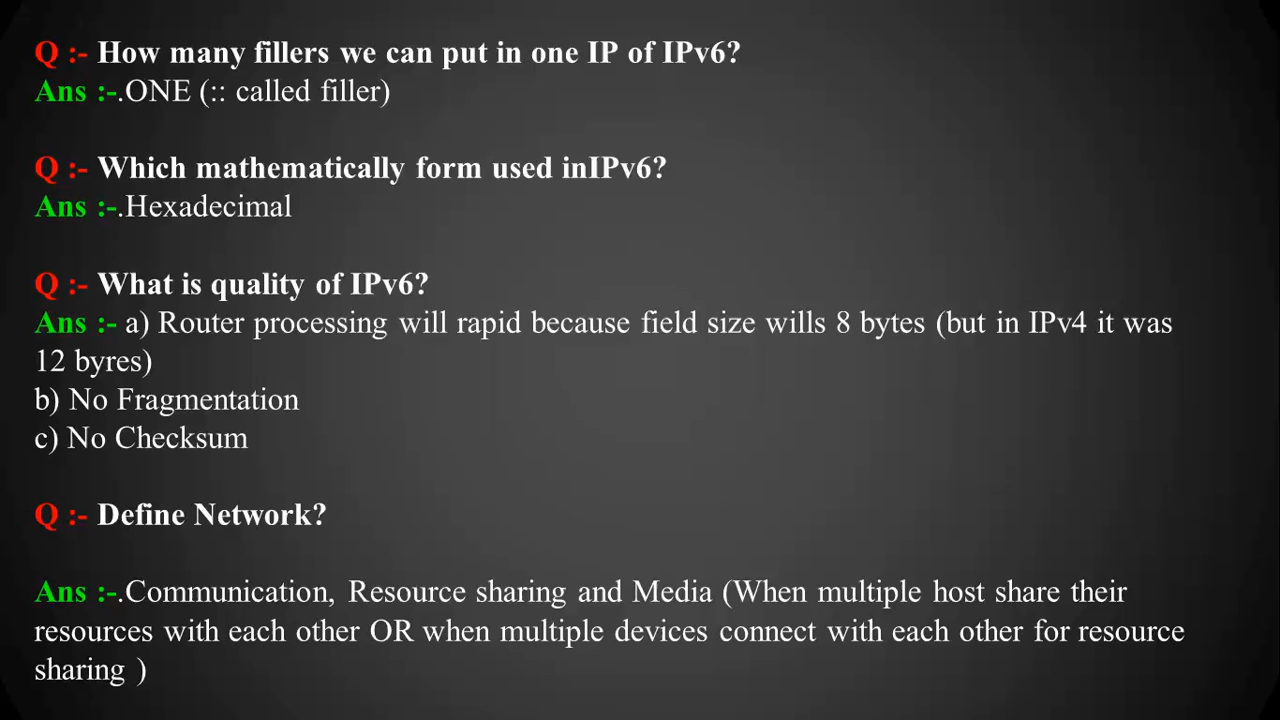 Q :- How many fillers we can put in one IP of IPv6?
Ans :-.ONE (:: called filler)
Q :- Which mathematically form used inIPv6?
Ans :-.Hexadecimal
Q :- What is quality of IPv6?
Ans :- a) Router processing will rapid because field size wills 8 bytes (but in IPv4 it was
12 byres)
b) No Fragmentation
c) No Checksum
Q :- Define Network?
Ans :-.Communication, Resource sharing and Media (When multiple host share their
resources with each other OR when multiple devices connect with each other for resource
sharing )